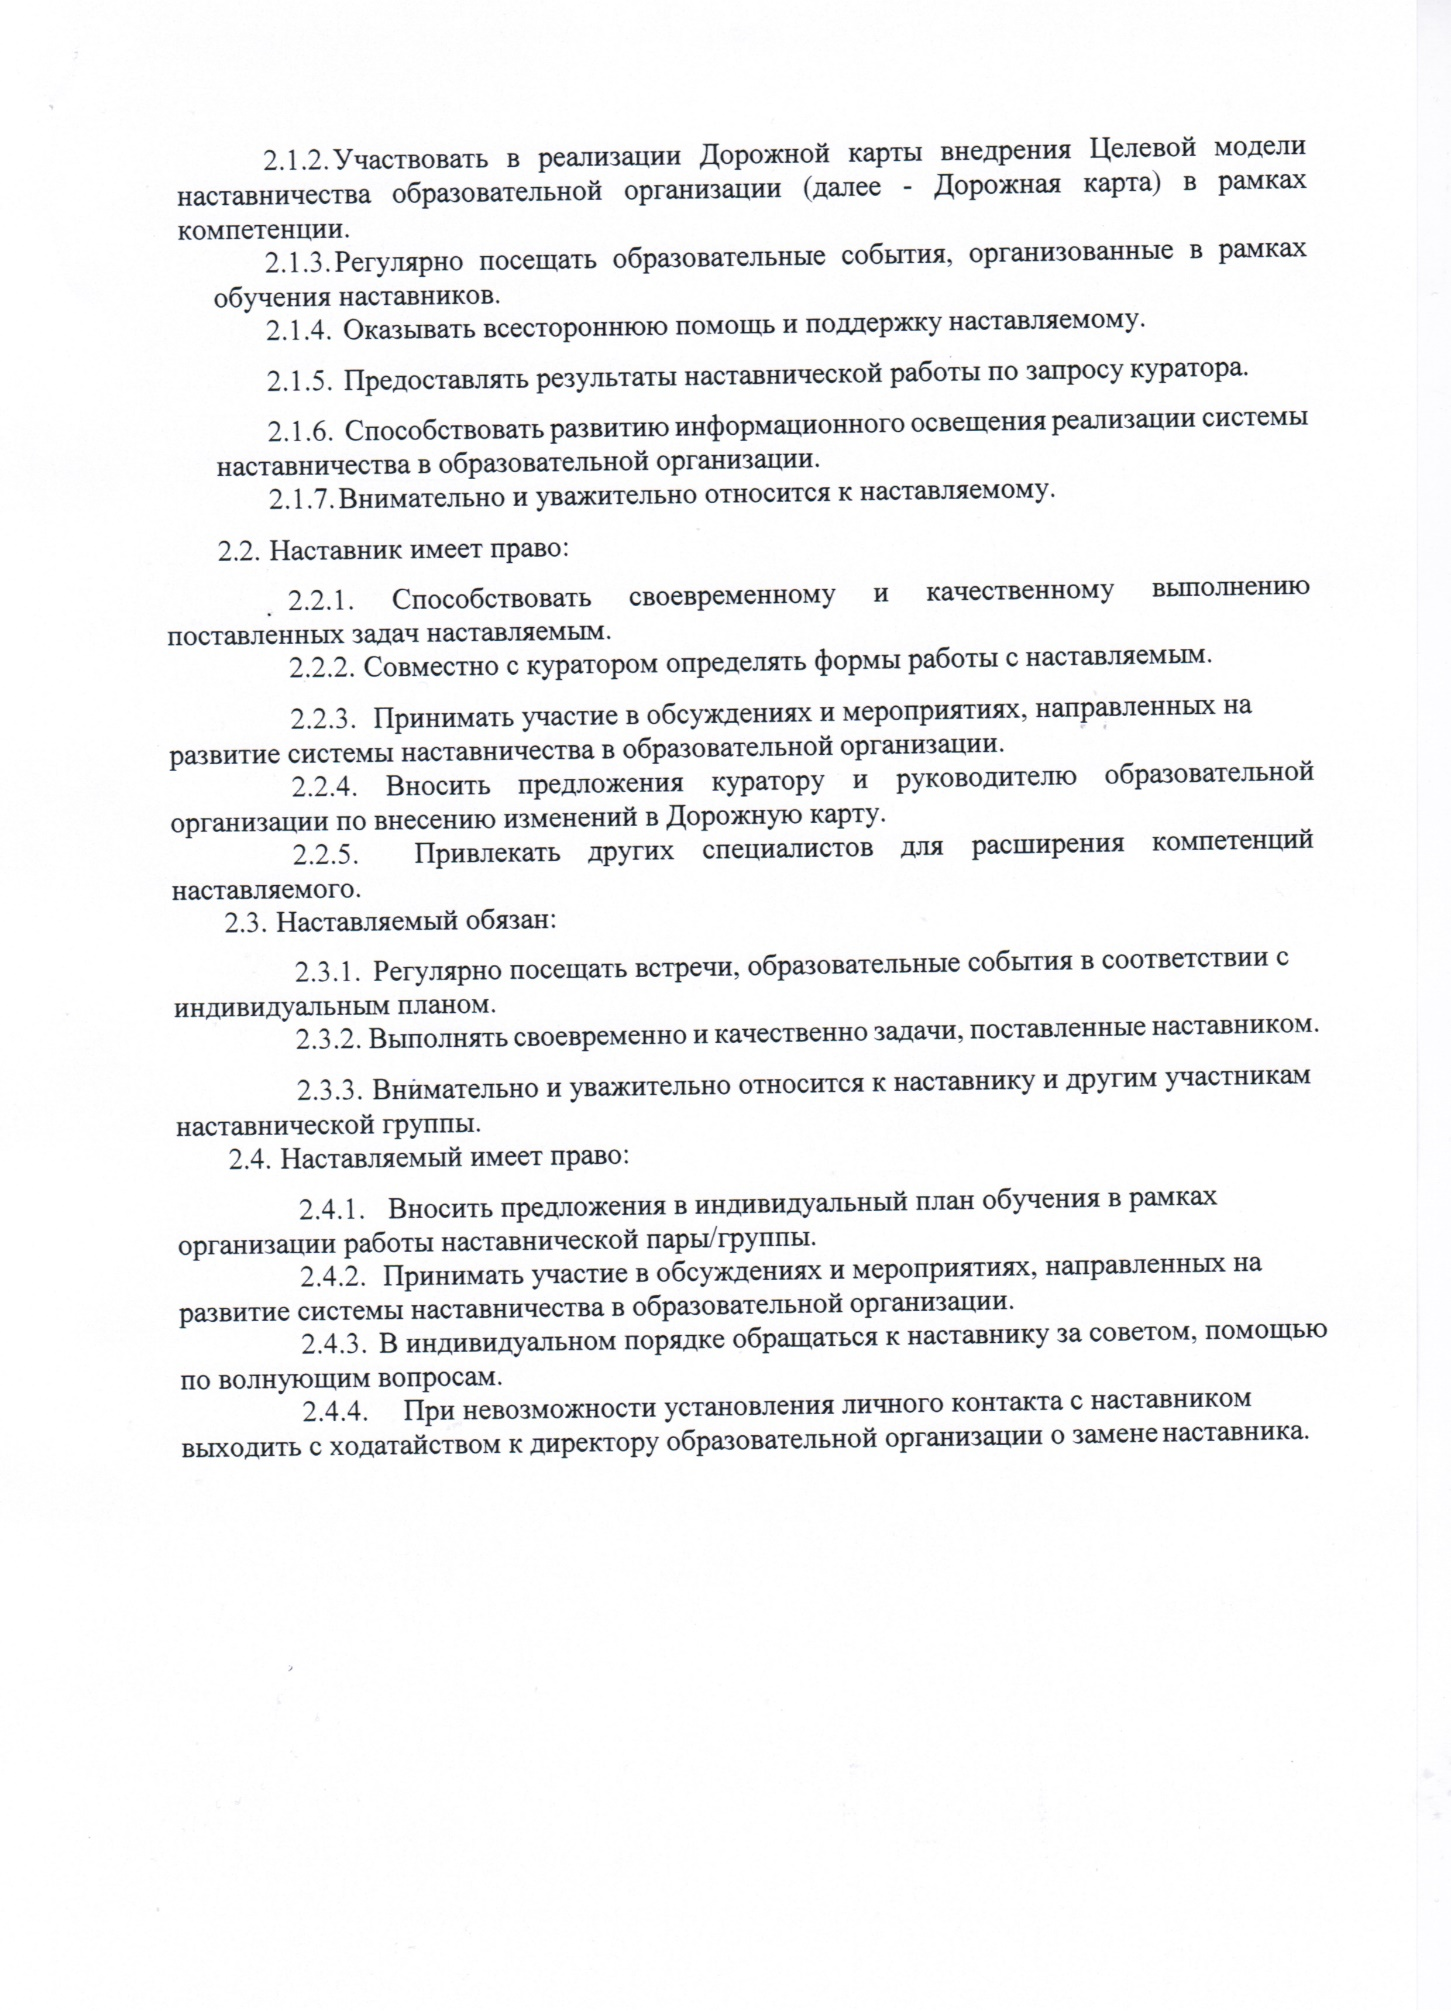 2.1.2. Участвовать в реализации Дорожной карты внедрения Целевой модели
наставничества образовательной организации (далее - Дорожная карта) в рамках
компетенции.
2.1.3. Регулярно посещать образовательные события, организованные в рамках
обучения наставников.
2.1.4. Оказывать всестороннюю помощь и поддержку наставляемому.
2.1.5. Предоставлять результаты наставнической работы по запросу куратора.
2.1.6. Способствовать развитию информационного освещения реализации системы
наставничества в образовательной организации.
2.1.7. Внимательно и уважительно относится к наставляемому.
2.2. Наставник имеет право:
2.2.1. Способствовать своевременному и качественному выполнению
поставленных задач наставляемым.
2.2.2. Совместно с куратором определять формы работы с наставляемым.
2.2.3. Принимать участие в обсуждениях и мероприятиях, направленных на
развитие системы наставничества в образовательной организации.
2.2.4. Вносить предложения куратору и руководителю образовательной
организации по внесению изменений в Дорожную карту.
2.2.5. Привлекать других специалистов для расширения компетенций
наставляемого.
2.3. Наставляемый обязан:
2.3.1. Регулярно посещать встречи, образовательные события в соответствии с
индивидуальным планом.
2.3.2. Выполнять своевременно и качественно задачи, поставленные наставником.
2.3.3. Внимательно и уважительно относится к наставнику и другим участникам
наставнической группы.
2.4. Наставляемый имеет право:
2.4.1. Вносить предложения в индивидуальный план обучения в рамках
организации работы наставнической пары/группы.
2.4.2. Принимать участие в обсуждениях и мероприятиях, направленных на
развитие системы наставничества в образовательной организации.
2.4.3. В индивидуальном порядке обращаться к наставнику за советом, помощью
по волнующим вопросам.
2.4.4. При невозможности установления личного контакта с наставником
выходить с ходатайством к директору образовательной организации о замене наставника.